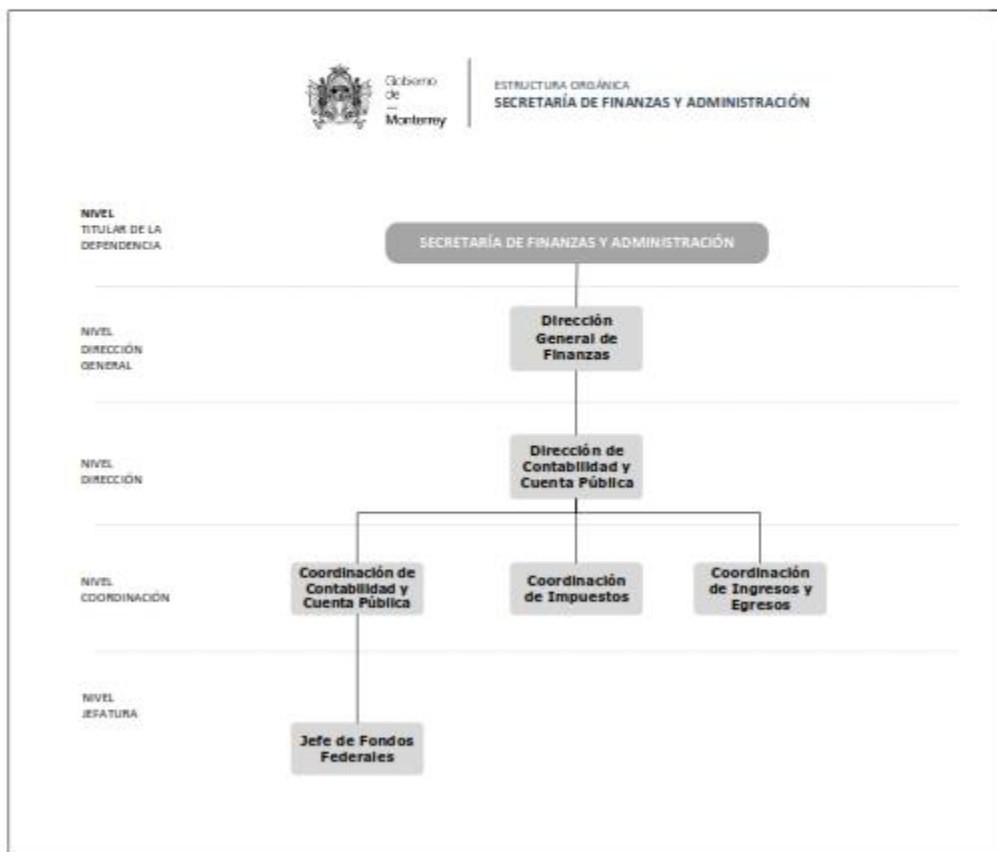 Gobierno
de
—
Monterrey
ESTRUCTURA ORGÁNICA
SECRETARÍA DE FINANZAS Y ADMINISTRACIÓN
NIVEL
TITULAR DE LA
DEPENDENCIA
SECRETARÍA DE FINANZAS Y ADMINISTRACIÓN
NIVEL
DIRECCIÓN
GENERAL
Dirección
General de
Finanzas
NIVEL
DIRECCIÓN
Dirección de
Contabilidad y
Cuenta Pública
NIVEL
COORDINACIÓN
Coordinación de
Contabilidad y
Cuenta Pública
Coordinación
de Impuestos
Coordinación
de Ingresos y
Egresos
NIVEL
JEFATURA
Jefe de Fondos
Federales